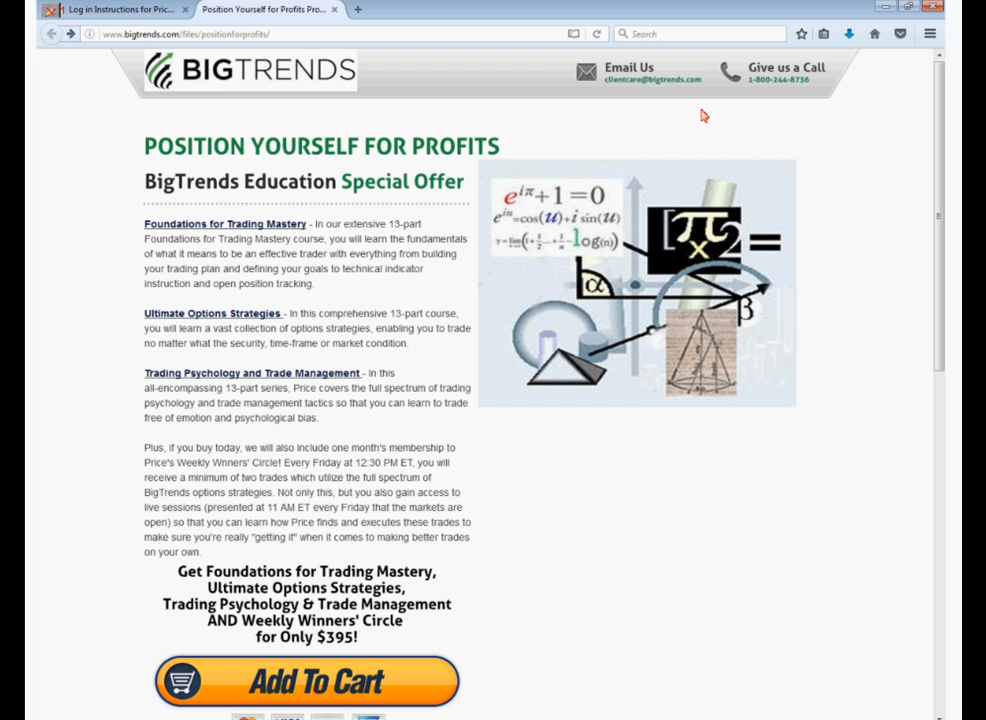 Log in Instructions for Pric... ×
Position Yourself for Profits Pro... × +
www.bigtrends.com/files/positionforprofits/
Search
BIGTRENDS
Email Us
clientcare@bigtrends.com
Give us a Call
1-800-244-8736
POSITION YOURSELF FOR PROFITS
BigTrends Education Special Offer
Foundations for Trading Mastery - In our extensive 13-part
Foundations for Trading Mastery course, you will learn the fundamentals
of what it means to be an effective trader with everything from building
your trading plan and defining your goals to technical indicator
instruction and open position tracking.
Ultimate Options Strategies - In this comprehensive 13-part course,
you will learn a vast collection of options strategies, enabling you to trade
no matter what the security, time-frame or market condition.
Trading Psychology and Trade Management - In this
all-encompassing 13-part series, Price covers the full spectrum of trading
psychology and trade management tactics so that you can learn to trade
free of emotion and psychological bias.
Plus, if you buy today, we will also include one month's membership to
Price's Weekly Winners' Circle! Every Friday at 12:30 PM ET, you will
receive a minimum of two trades which utilize the full spectrum of
BigTrends options strategies. Not only this, but you also gain access to
live sessions (presented at 11 AM ET every Friday that the markets are
open) so that you can learn how Price finds and executes these trades to
make sure you're really "getting it" when it comes to making better trades
on your own.
Get Foundations for Trading Mastery,
Ultimate Options Strategies,
Trading Psychology & Trade Management
AND Weekly Winners' Circle
for Only $395!
Add To Cart
e^iπ+1=0
=cos(u)+i sin(u)
log(n))
[π x 2 =
α
β